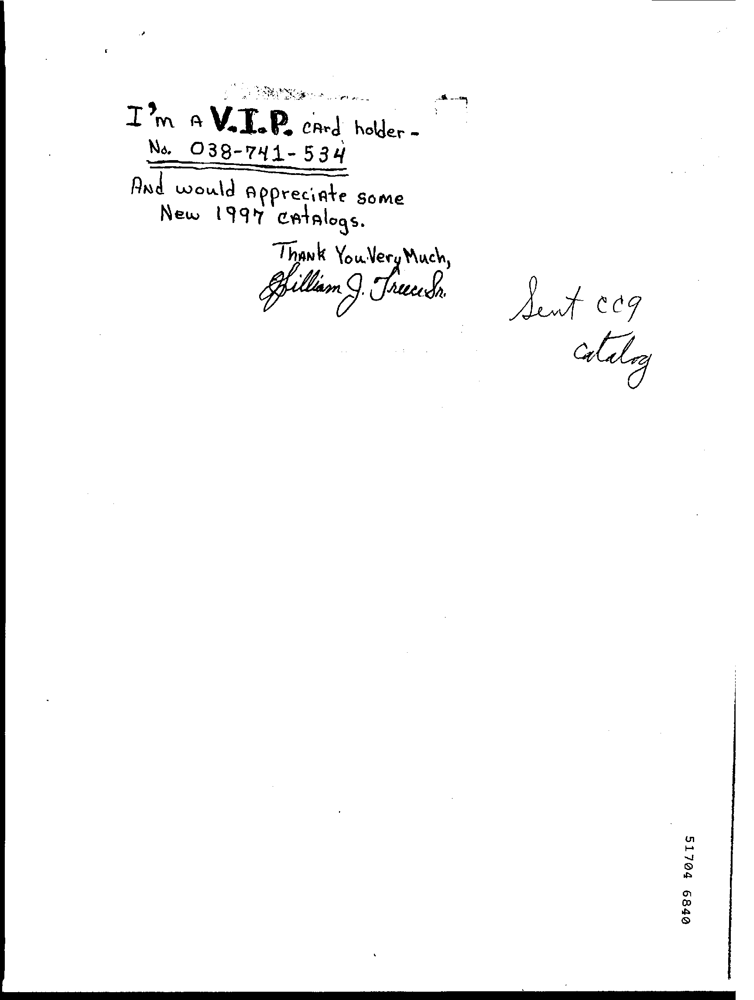 I'm A V.I.P. CArd holder -
No. 038-741-534
ANd would AppreciAte some
New 1997 CAtAlogs.
ThANk You Very Much,
William J. Treece Sr.
Sent CC9
catalog
51704 6840